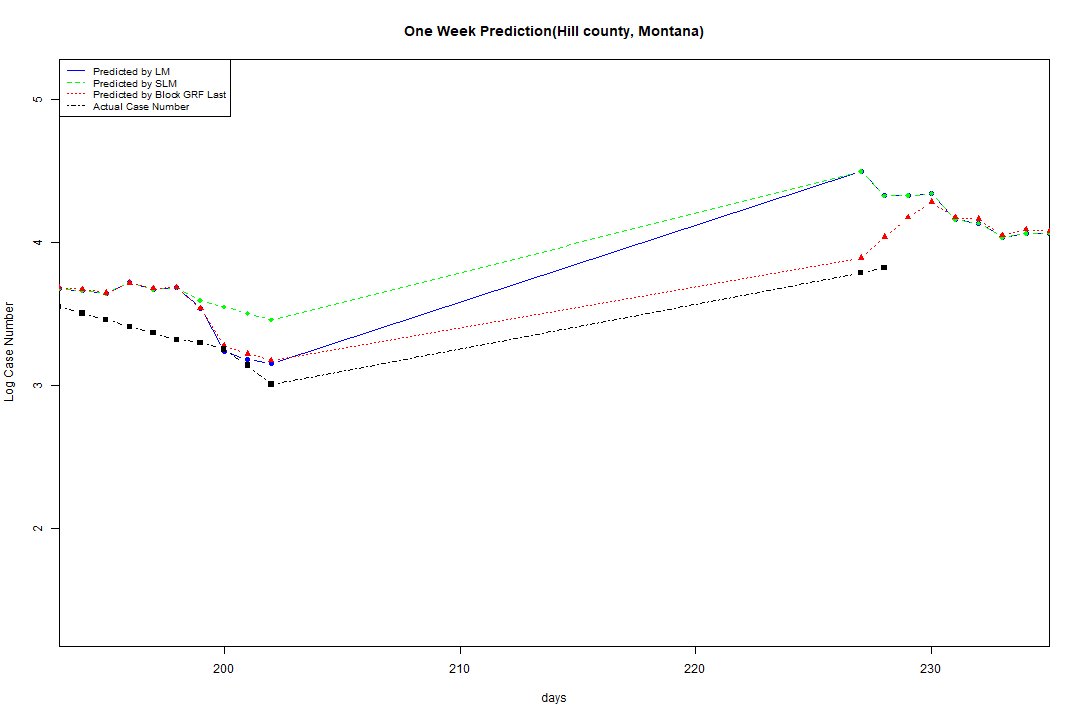 One Week Prediction(Hill county, Montana)
Predicted by LM
Predicted by SLM
Predicted by Block GRF Last
Actual Case Number
5
4
3
2
Log Case Number
200
210
220
230
days